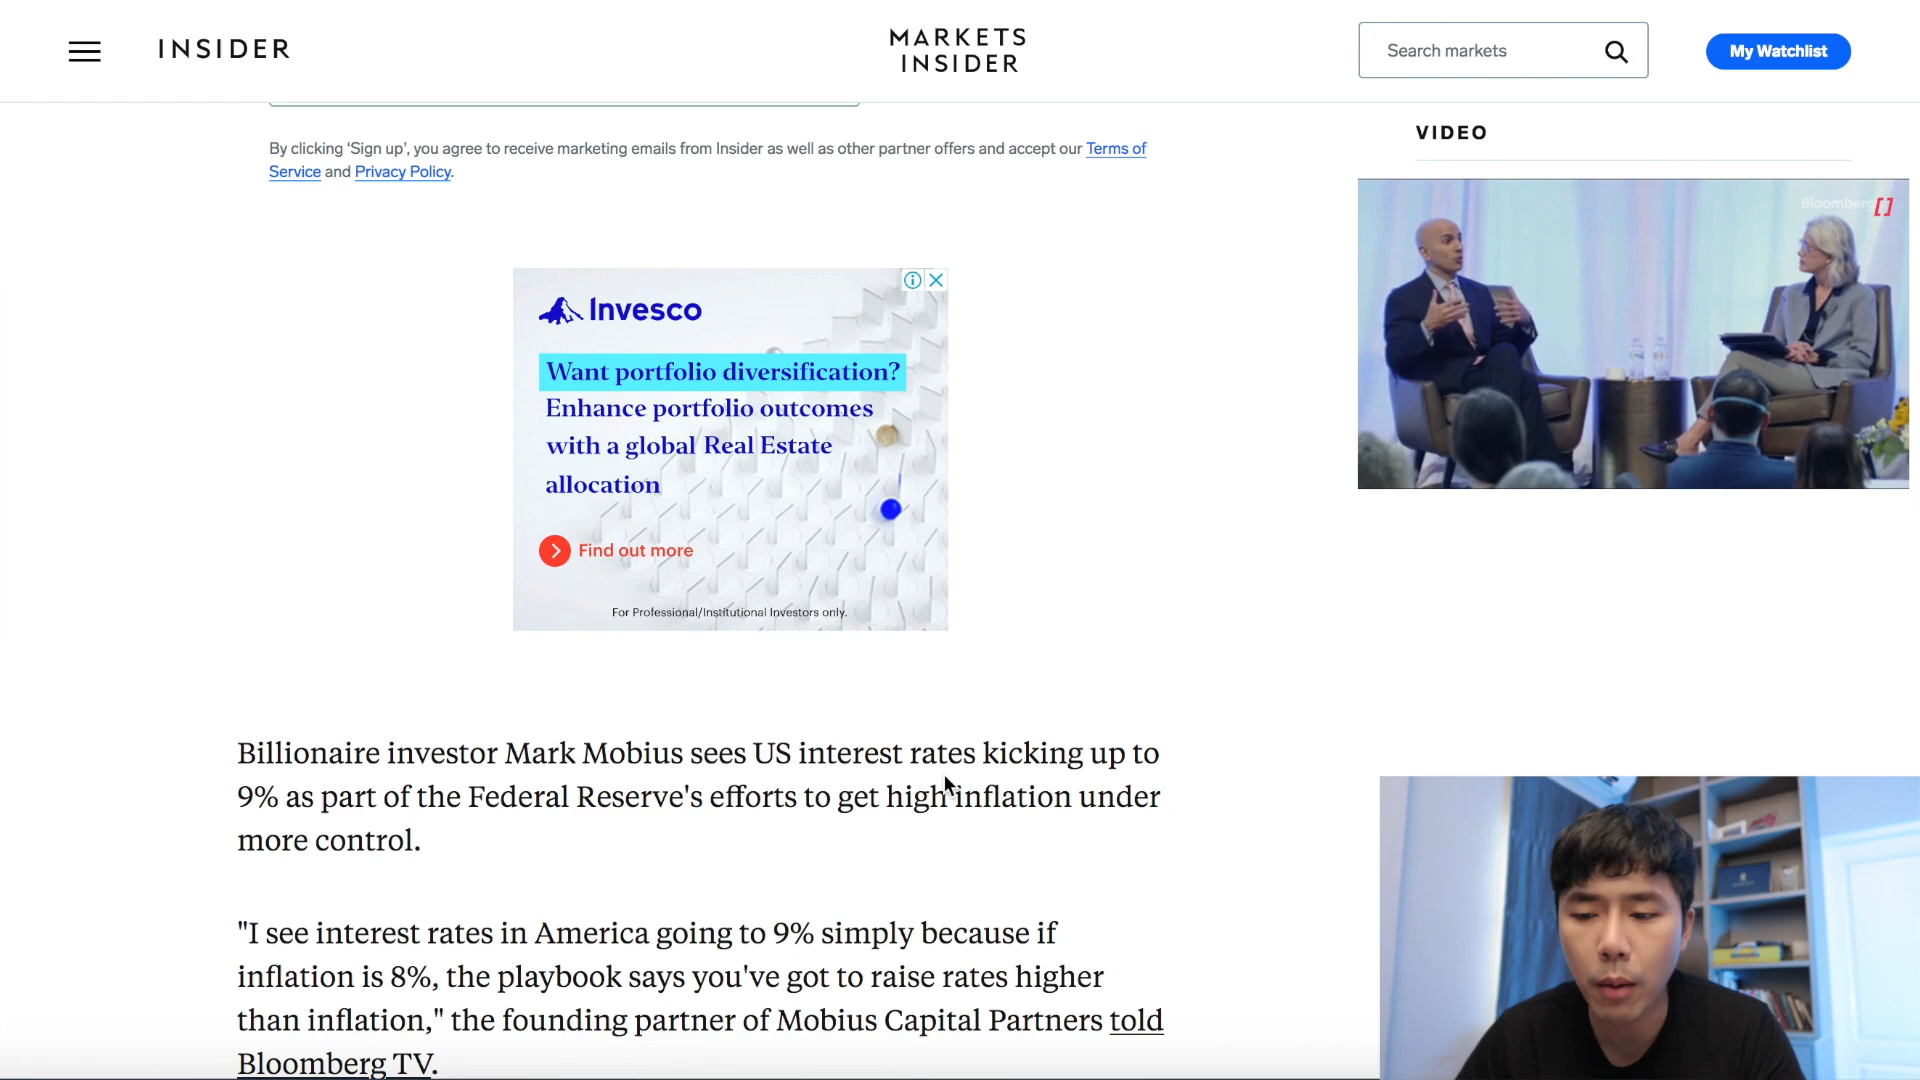 INSIDER
MARKETS
INSIDER
Search markets
My Watchlist
By clicking ‘Sign up’, you agree to receive marketing emails from Insider as well as other partner offers and accept our Terms of
Service and Privacy Policy.
VIDEO
Bloomberg
Invesco
Want portfolio diversification?
Enhance portfolio outcomes
with a global Real Estate
allocation
Find out more
For Professional/Institutional Investors only.
Billionaire investor Mark Mobius sees US interest rates kicking up to
9% as part of the Federal Reserve's efforts to get high inflation under
more control.
"I see interest rates in America going to 9% simply because if
inflation is 8%, the playbook says you've got to raise rates higher
than inflation," the founding partner of Mobius Capital Partners told
Bloomberg TV.